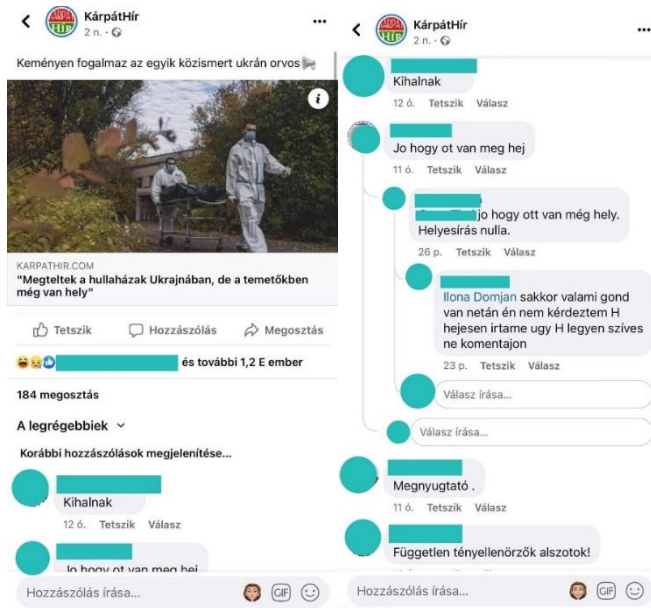 KárpátHír
2 n.
Keményen fogalmaz az egyik közismert ukrán orvos
KARPATHIR.COM
"Megteltek a hullaházak Ukrajnában, de a temetőkben
még van hely"
Tetszik Hozzászólás Megosztás
és további 1,2 E ember
184 megosztás
A legrégebbiek
Korábbi hozzászólások megjelenítése...
Kihalnak
12 ó. Tetszik Válasz
Jo hogy ot van meg hej
Hozzászólás írása...
GIF
KárpátHír
2 n.
Kihalnak
12 ó. Tetszik Válasz
Jo hogy ot van meg hej
11 ó. Tetszik Válasz
jo hogy ott van még hely.
Helyesírás nulla.
26 p. Tetszik Válasz
Ilona Domjan sakkor valami gond
van netán én nem kérdeztem H
hejesen irtame ugy H legyen szíves
ne komentajon
23 p. Tetszik Válasz
Válasz írása...
Válasz írása...
Megnyugtató .
11 ó. Tetszik Válasz
Független tényellenörzők alszotok!
Hozzászólás írása...
GIF